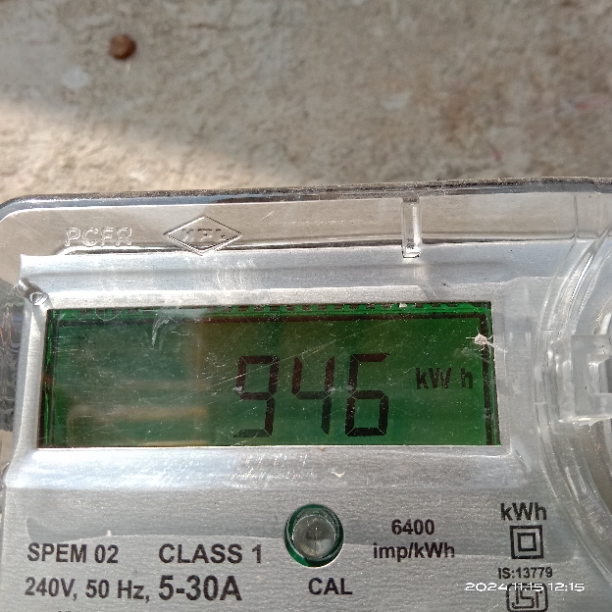 946 kWh
kWh
6400
imp/kWh
SPEM 02 CLASS 1
IS:13779
240V, 50 Hz, 5-30A CAL
2024.11.15 12:15